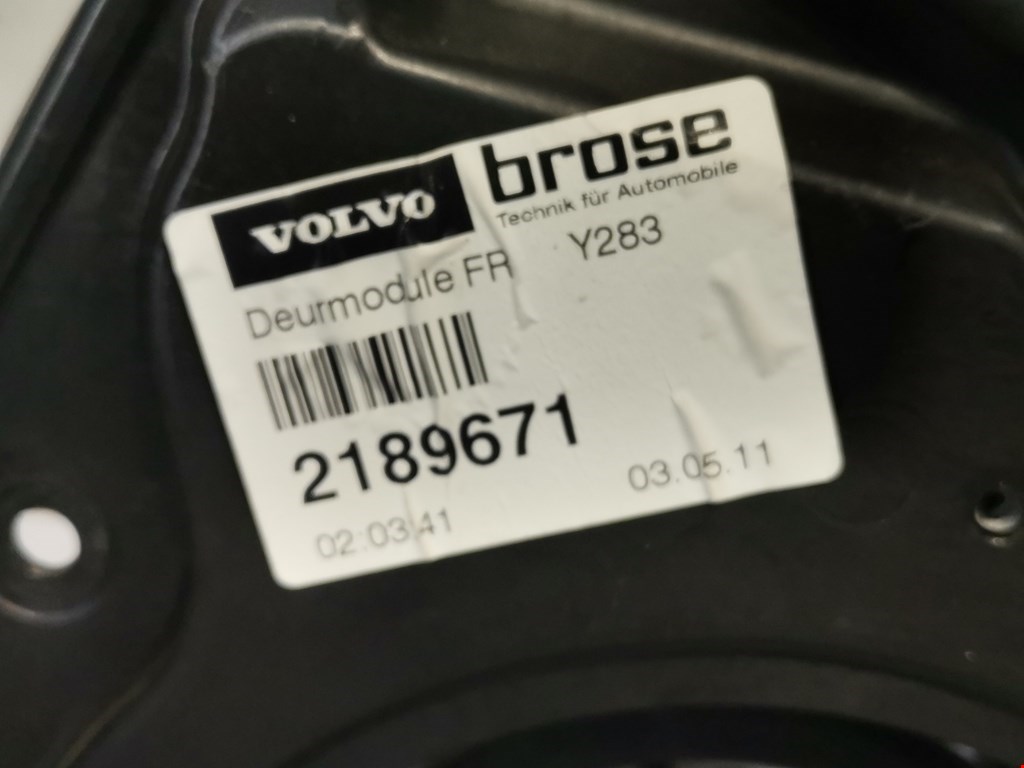 VOLVO
brose
Technik für Automobile
Deurmodule FR Y283
2189671
02:03:41 03.05.11